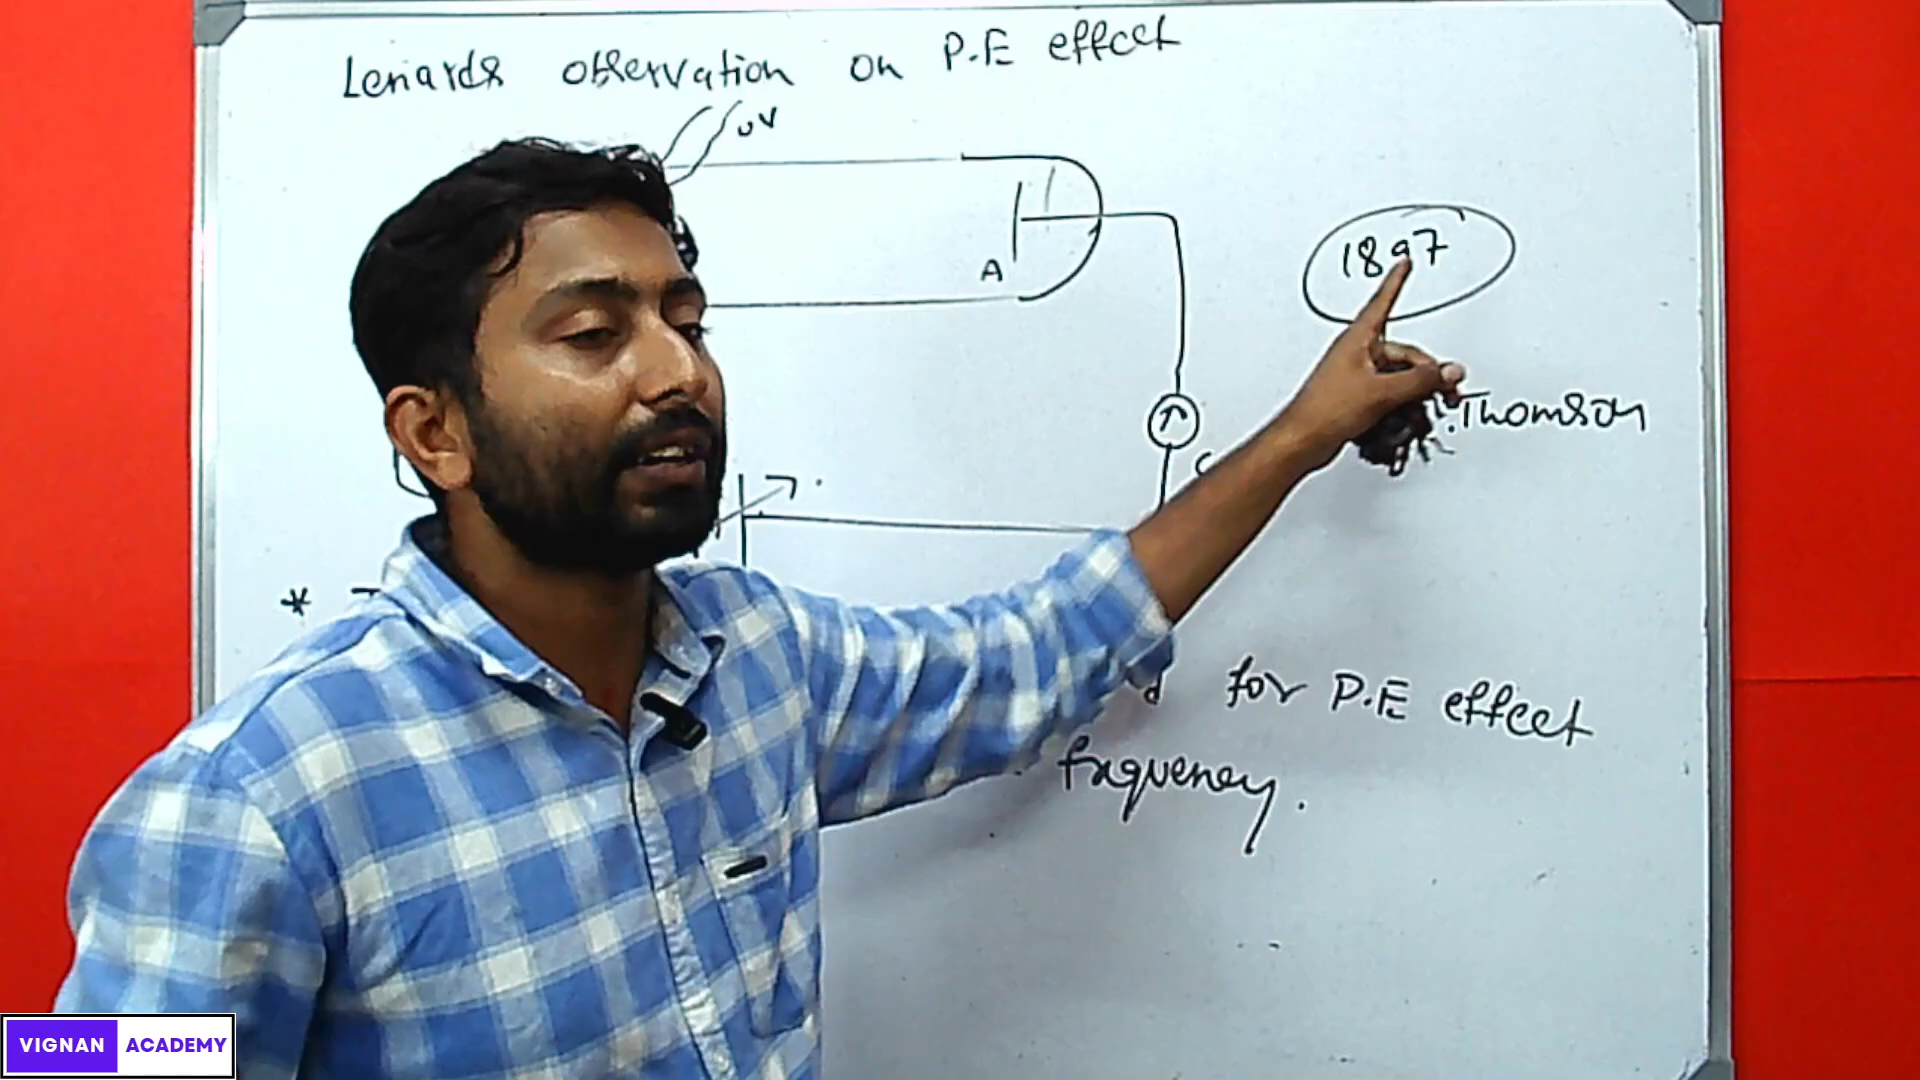 Lenards observation on P.E effect
UV
A
1897
Thomson
*
for P.E effect
frequency.
VIGNAN ACADEMY